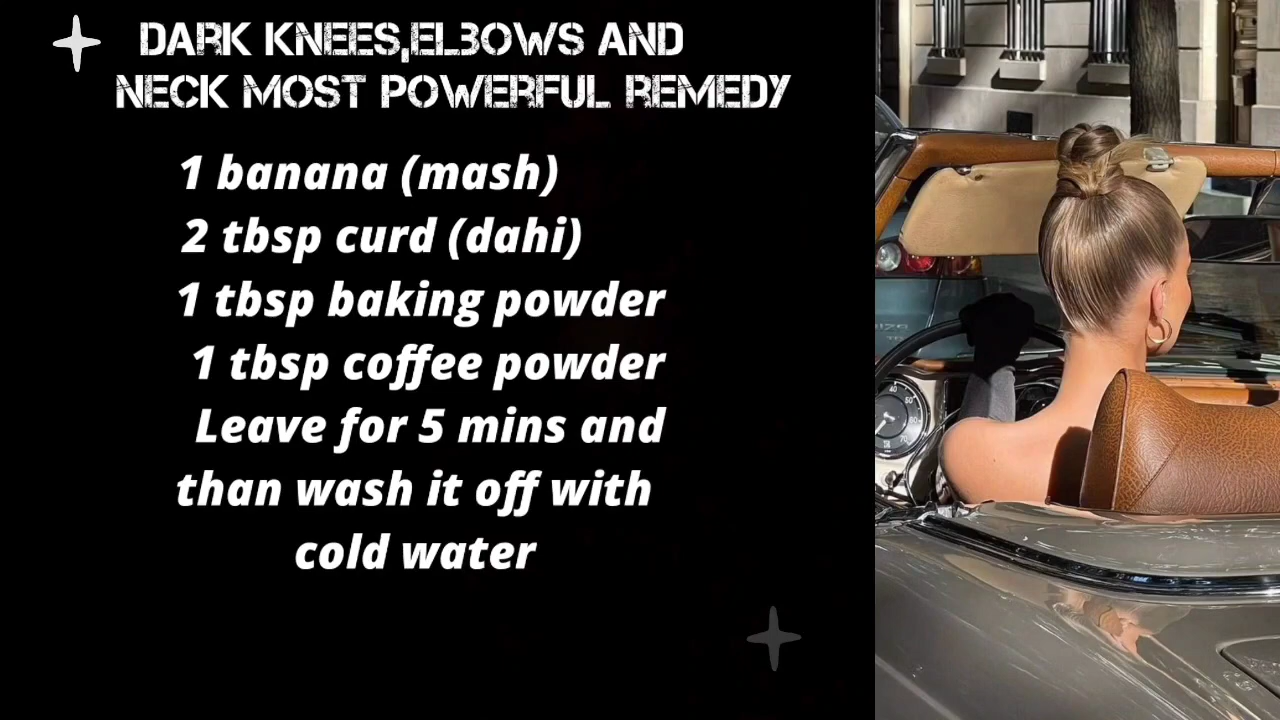 DARK KNEES,ELBOWS AND
NECK MOST POWERFUL REMEDY
1 banana (mash)
2 tbsp curd (dahi)
1 tbsp baking powder
1 tbsp coffee powder
Leave for 5 mins and
than wash it off with
cold water